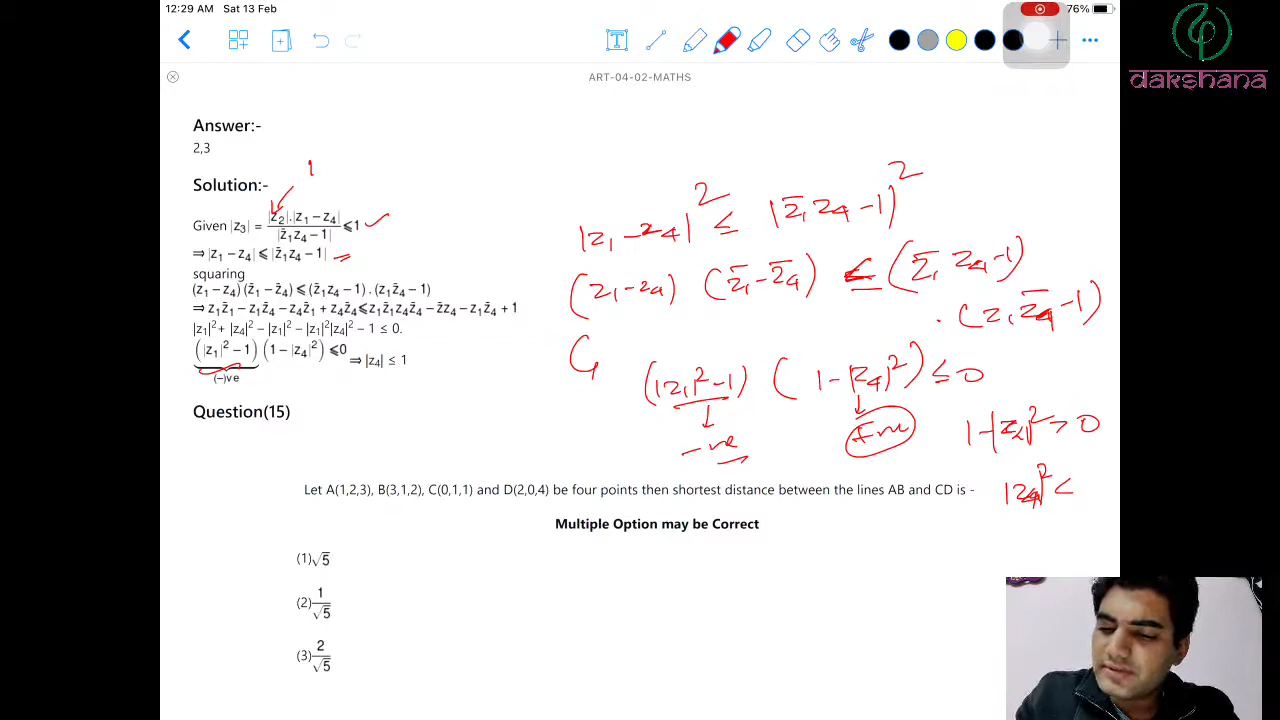 12:29 AM Sat 13 Feb
76%
dakshana
ART-04-02-MATHS
Answer:-
2,3
Solution:-
1
Given |z₃| = |z₂|.|z₁ − z₄| / |z̄₁z₄ − 1| ⩽ 1
⇒ |z₁ − z₄| ⩽ |z̄₁z₄ − 1|
squaring
(z₁ − z₄) (z̄₁ − z̄₄) ⩽ (z̄₁z₄ − 1) . (z₁z̄₄ − 1)
⇒ z₁z̄₁ − z₁z̄₄ − z₄z̄₁ + z₄z̄₄ ⩽ z₁z̄₁z₄z̄₄ − z̄z₄ − z₁z̄₄ + 1
|z₁|² + |z₄|² − |z₁|² − |z₁|²|z₄|² − 1 ≤ 0.
(|z₁|² − 1) (1 − |z₄|²) ⩽ 0 ⇒ |z₄| ≤ 1
(−)ve
|z₁ − z₄|² ≤ |z̄₁z₄ − 1|²
(z₁ − z₄) (z̄₁ − z̄₄) ≤ (z̄₁ z₄ − 1)
. (z₁ z̄₄ − 1)
(|z₁|² − 1) (1 − |z₄|²) ≤ 0
−ve
1 − |z₄|² > 0
|z₄|² <
Question(15)
Let A(1,2,3), B(3,1,2), C(0,1,1) and D(2,0,4) be four points then shortest distance between the lines AB and CD is -
Multiple Option may be Correct
(1) √5
(2) 1/√5
(3) 2/√5